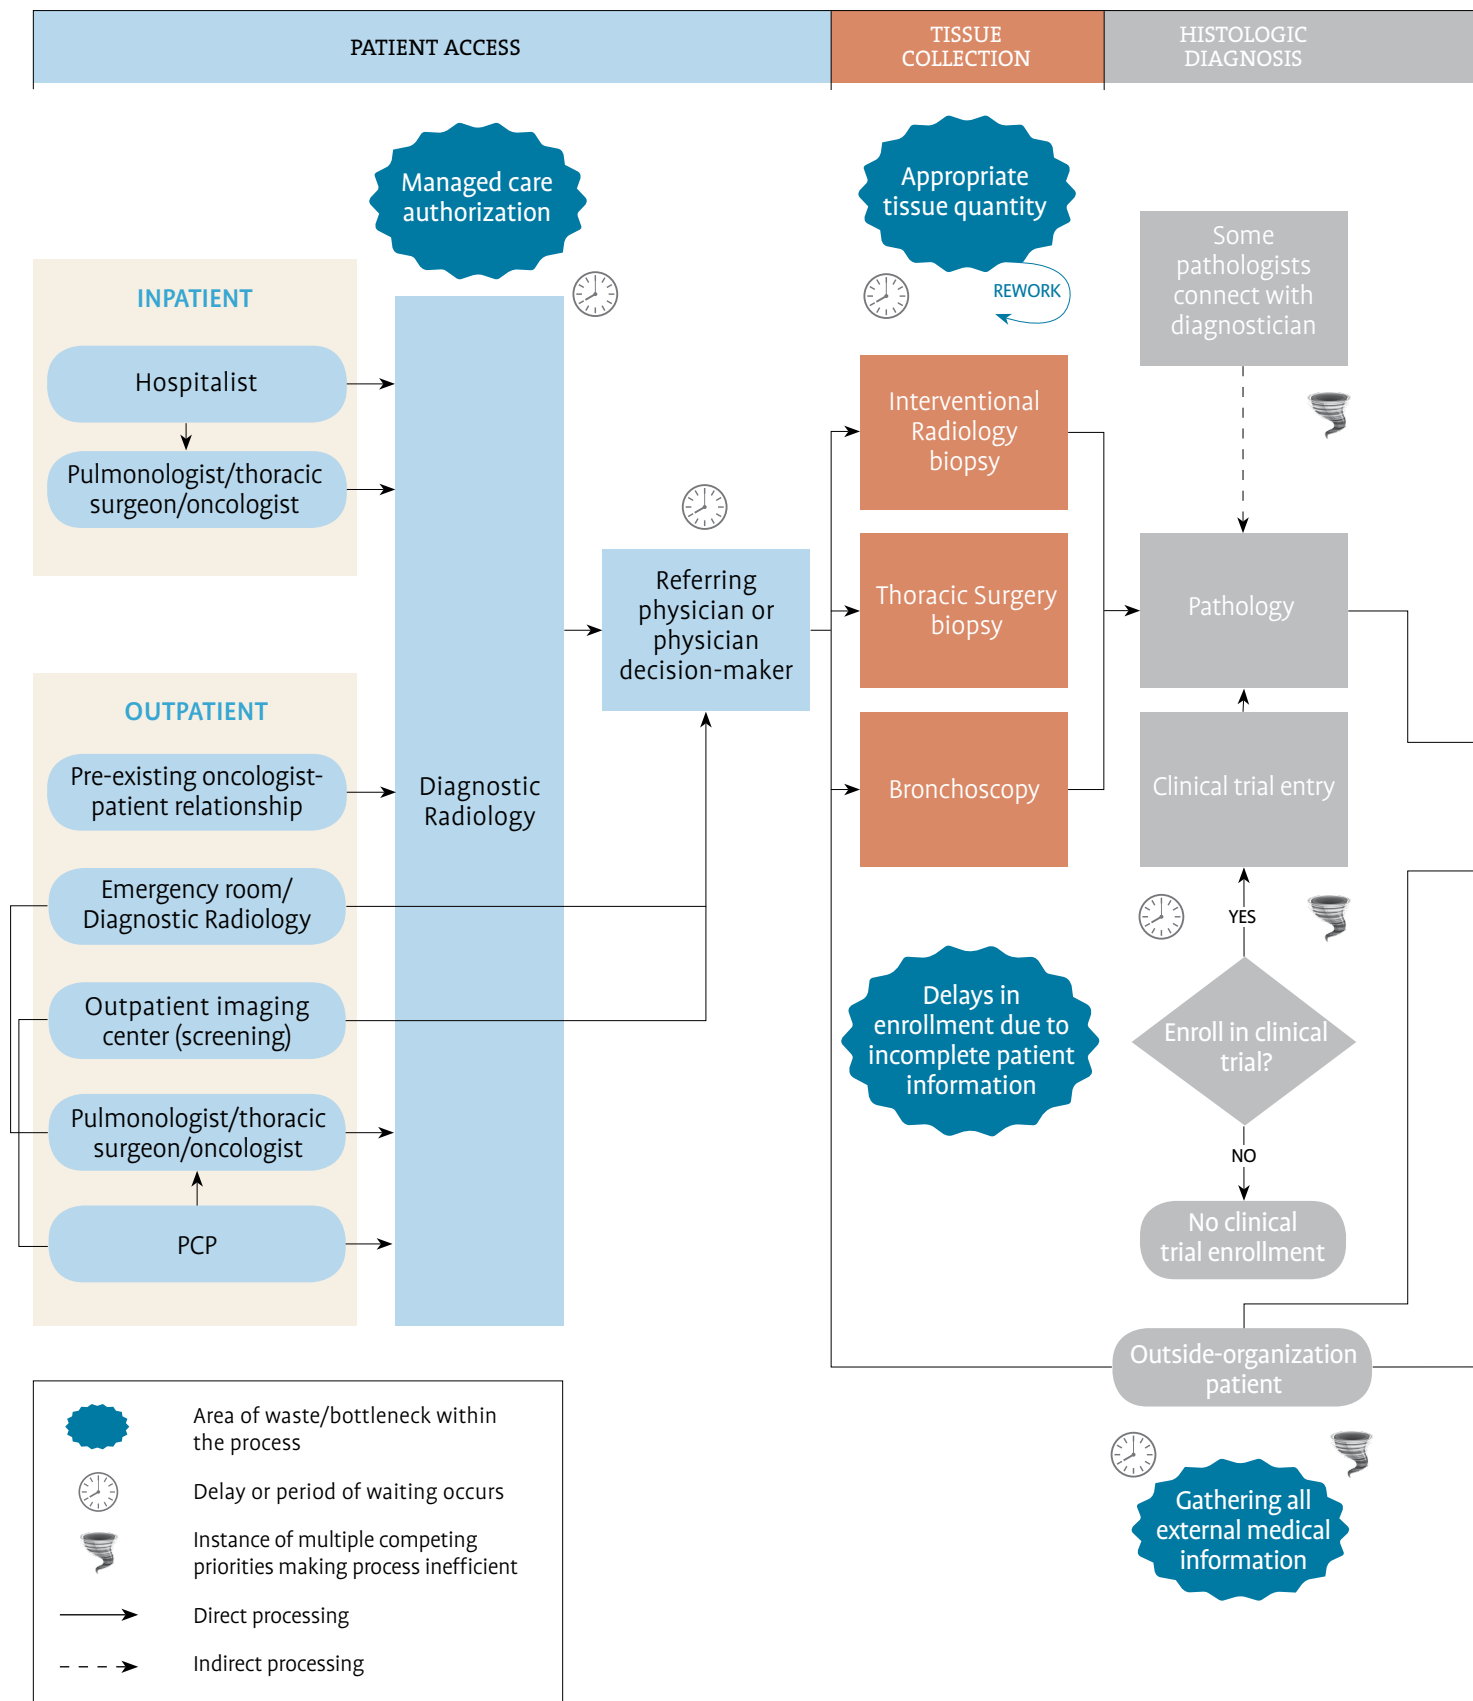 PATIENT ACCESS
TISSUE
COLLECTION
HISTOLOGIC
DIAGNOSIS
Managed care
authorization
Appropriate
tissue quantity
REWORK
Some
pathologists
connect with
diagnostician
INPATIENT
Hospitalist
Pulmonologist/thoracic
surgeon/oncologist
OUTPATIENT
Pre-existing oncologist-
patient relationship
Emergency room/
Diagnostic Radiology
Outpatient imaging
center (screening)
Pulmonologist/thoracic
surgeon/oncologist
PCP
Diagnostic
Radiology
Referring
physician or
physician
decision-maker
Interventional
Radiology
biopsy
Thoracic Surgery
biopsy
Bronchoscopy
Pathology
Clinical trial entry
YES
Delays in
enrollment due to
incomplete patient
information
Enroll in clinical
trial?
NO
No clinical
trial enrollment
Outside-organization
patient
Gathering all
external medical
information
Area of waste/bottleneck within
the process
Delay or period of waiting occurs
Instance of multiple competing
priorities making process inefficient
Direct processing
Indirect processing